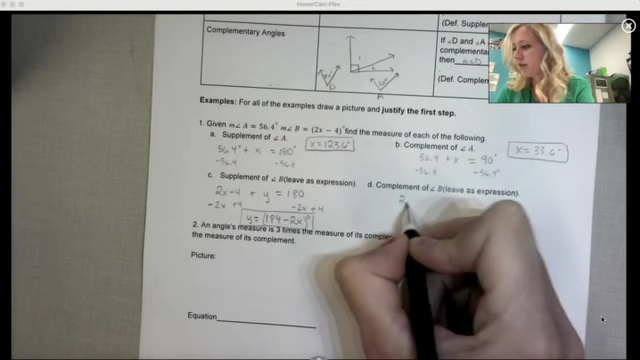 HoverCam Flex
(Def. Supplem
Complementary Angles
If ∠D and ∠A
complementa
then m∠D
(Def. Complem
Examples: For all of the examples draw a picture and justify the first step.
1. Given m∠A = 56.4° m∠B = (2x − 4)° find the measure of each of the following.
a. Supplement of ∠A.
56.4° + x = 180°
-56.4 -56.4
x = 123.6°
b. Complement of ∠A.
56.4 + x = 90°
-56.4 -56.4°
x = 33.6°
c. Supplement of ∠B(leave as expression).
2x-4 + y = 180
-2x +4 -2x + 4
y = (184 - 2x)°
d. Complement of ∠B(leave as expression).
2
2. An angle's measure is 3 times the measure of its comple
the measure of its complement.
Picture:
Equation